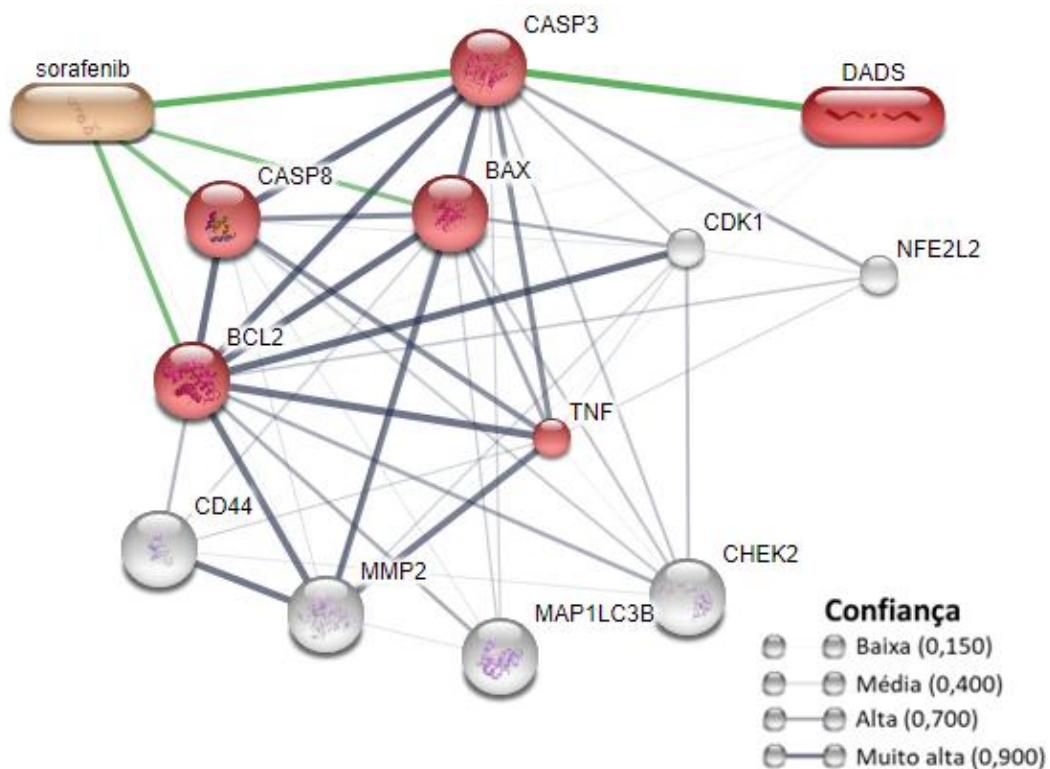 CASP3
sorafenib
DADS
CASP8
BAX
CDK1
NFE2L2
BCL2
TNF
CD44
MMP2
CHEK2
MAP1LC3B
Confiança
Baixa (0,150)
Média (0,400)
Alta (0,700)
Muito alta (0,900)